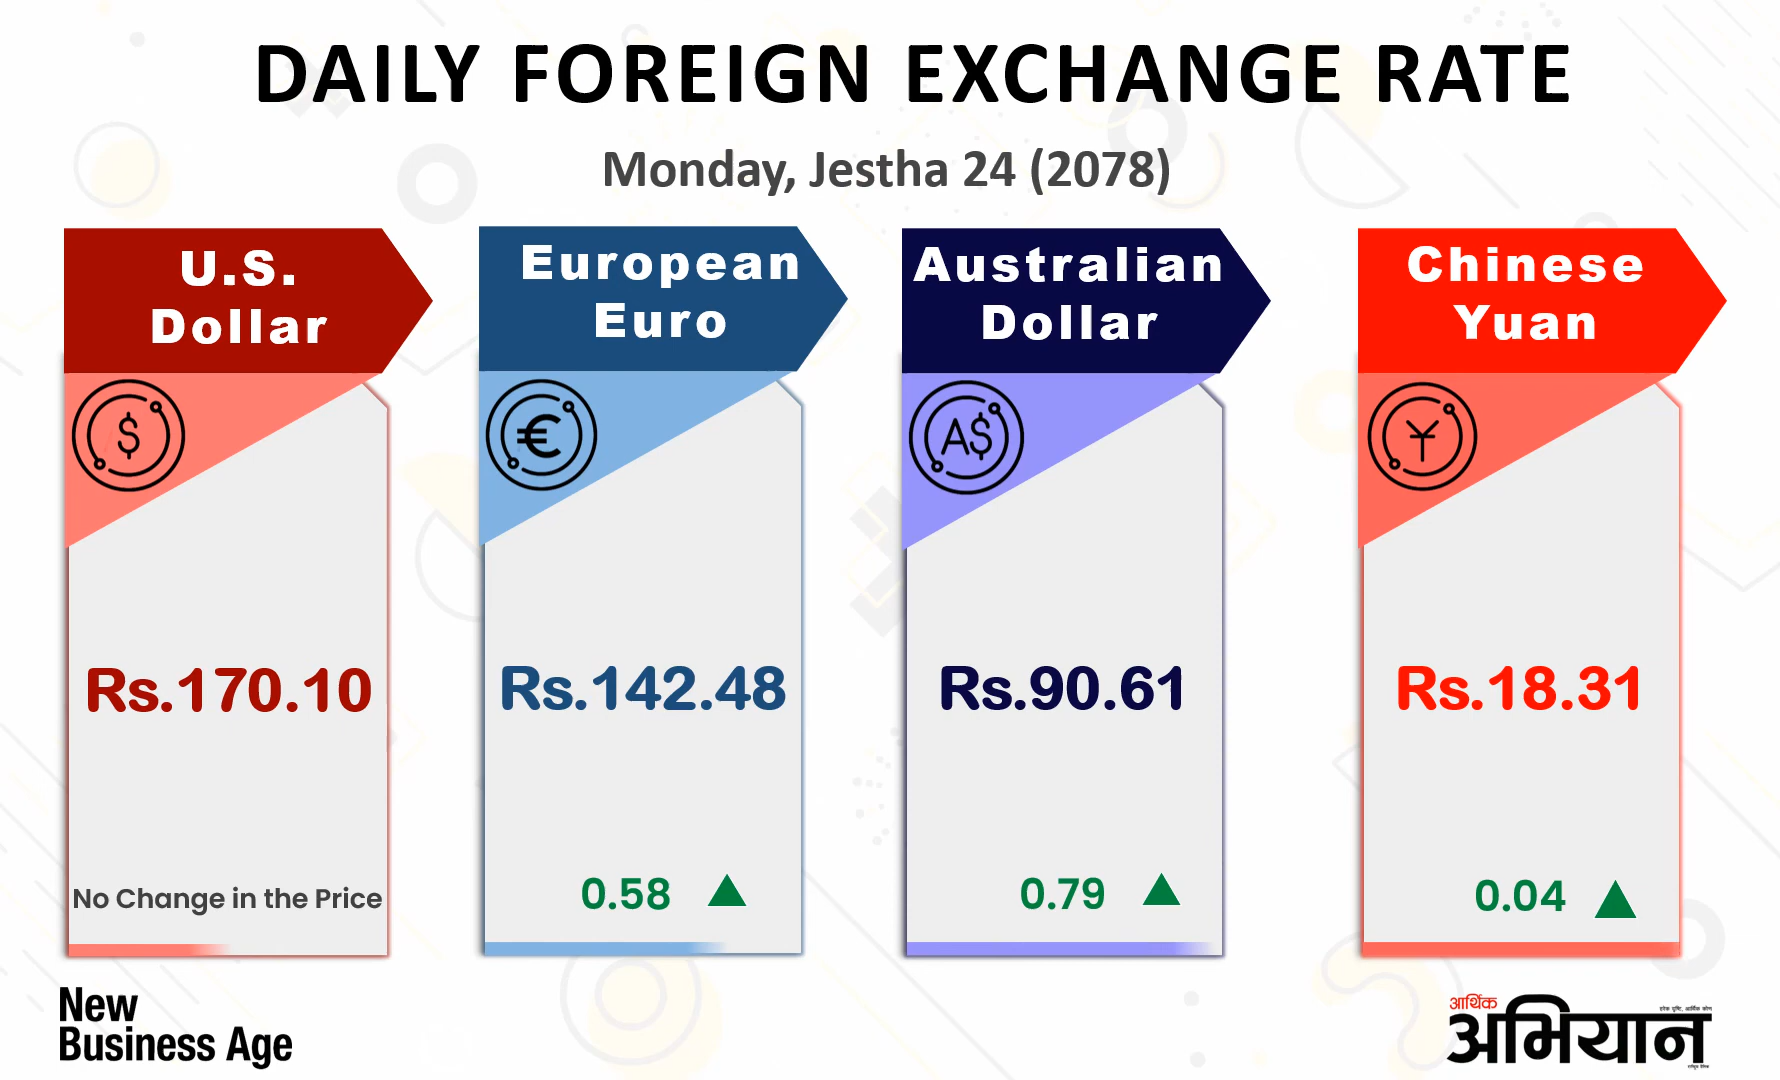 DAILY FOREIGN EXCHANGE RATE
Monday, Jestha 24 (2078)
U.S.
Dollar
$
Rs.170.10
No Change in the Price
European
Euro
€
Rs.142.48
0.58
Australian
Dollar
A$
Rs.90.61
0.79
Chinese
Yuan
Rs.18.31
0.04
New
Business Age
आर्थिक
अभियान